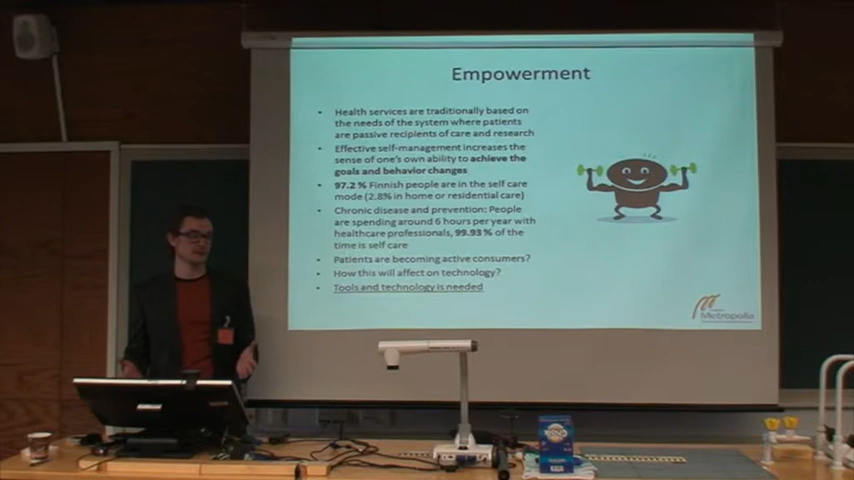 Empowerment
• Health services are traditionally based on
the needs of the system where patients
are passive recipients of care and research
• Effective self-management increases the
sense of one's own ability to achieve the
goals and behavior changes
• 97.2 % Finnish people are in the self care
mode (2.8% in home or residential care)
• Chronic disease and prevention: People
are spending around 6 hours per year with
healthcare professionals, 99.93 % of the
time is self care
• Patients are becoming active consumers?
• How this will affect on technology?
• Tools and technology is needed
Metropolia